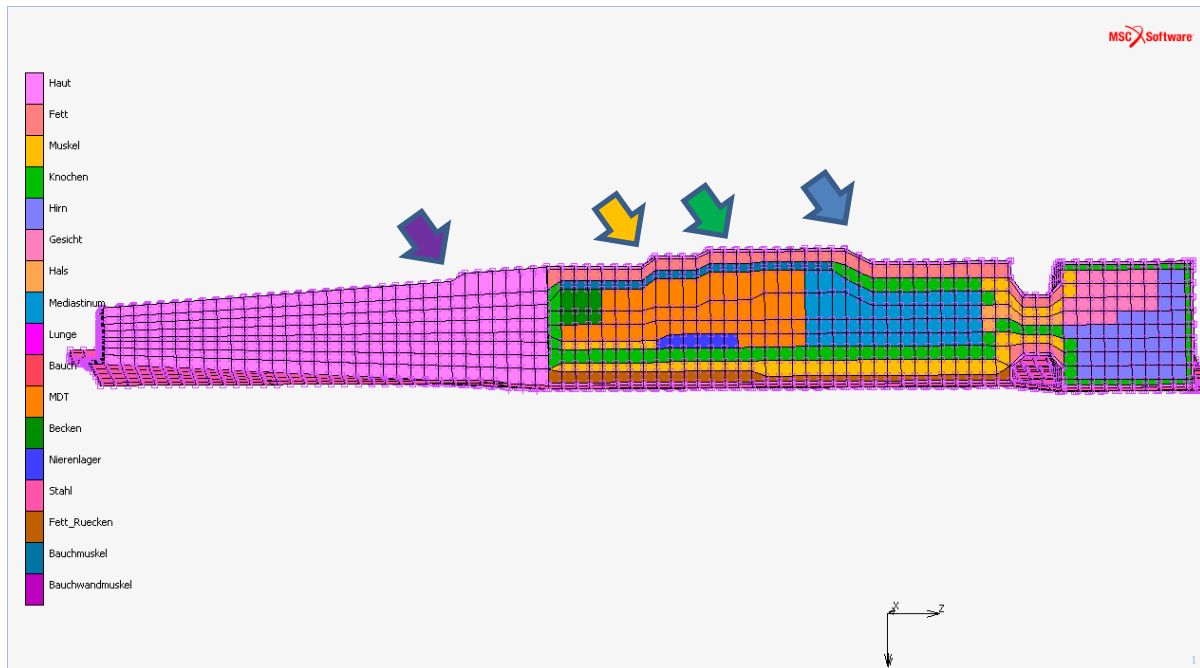 MSC Software
Haut
Fett
Muskel
Knochen
Hirn
Gesicht
Hals
Mediastinum
Lunge
Bauch
MDT
Becken
Nierenlager
Stahl
Fett_Ruecken
Bauchmuskel
Bauchwandmuskel
X
Z
1